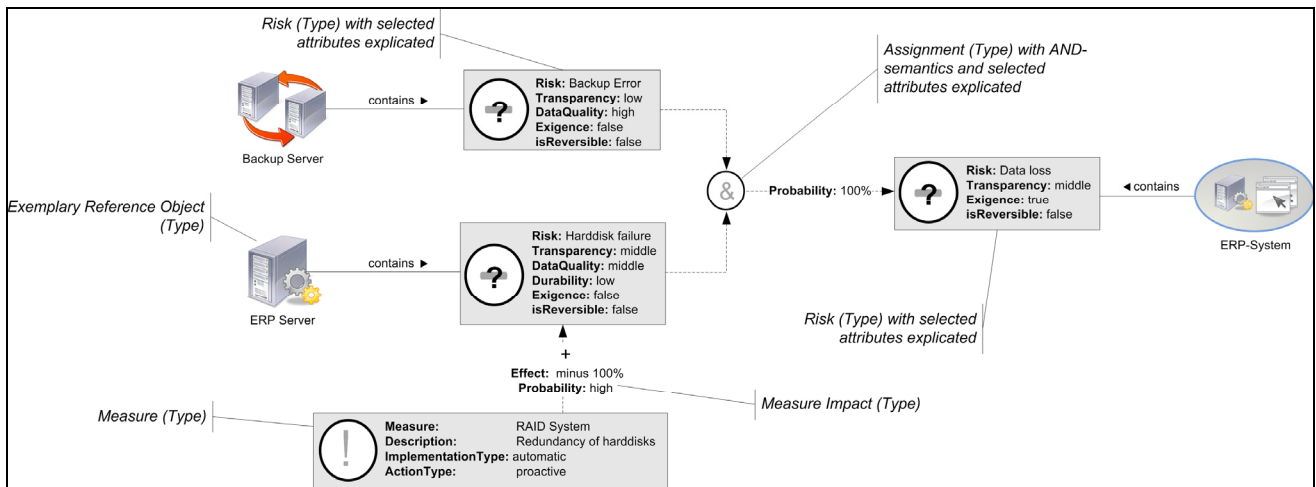 Risk (Type) with selected
attributes explicated
Assignment (Type) with AND-
semantics and selected
attributes explicated
Backup Server
contains
Risk: Backup Error
Transparency: low
DataQuality: high
Exigence: false
isReversible: false
&
Probability: 100%
Risk: Data loss
Transparency: middle
Exigence: true
isReversible: false
contains
ERP-System
Exemplary Reference Object
(Type)
ERP Server
contains
Risk: Harddisk failure
Transparency: middle
DataQuality: middle
Durability: low
Exigence: false
isReversible: false
Risk (Type) with selected
attributes explicated
+
Effect: minus 100%
Probability: high
Measure Impact (Type)
Measure (Type)
Measure: RAID System
Description: Redundancy of harddisks
ImplementationType: automatic
ActionType: proactive
?
?
?
!